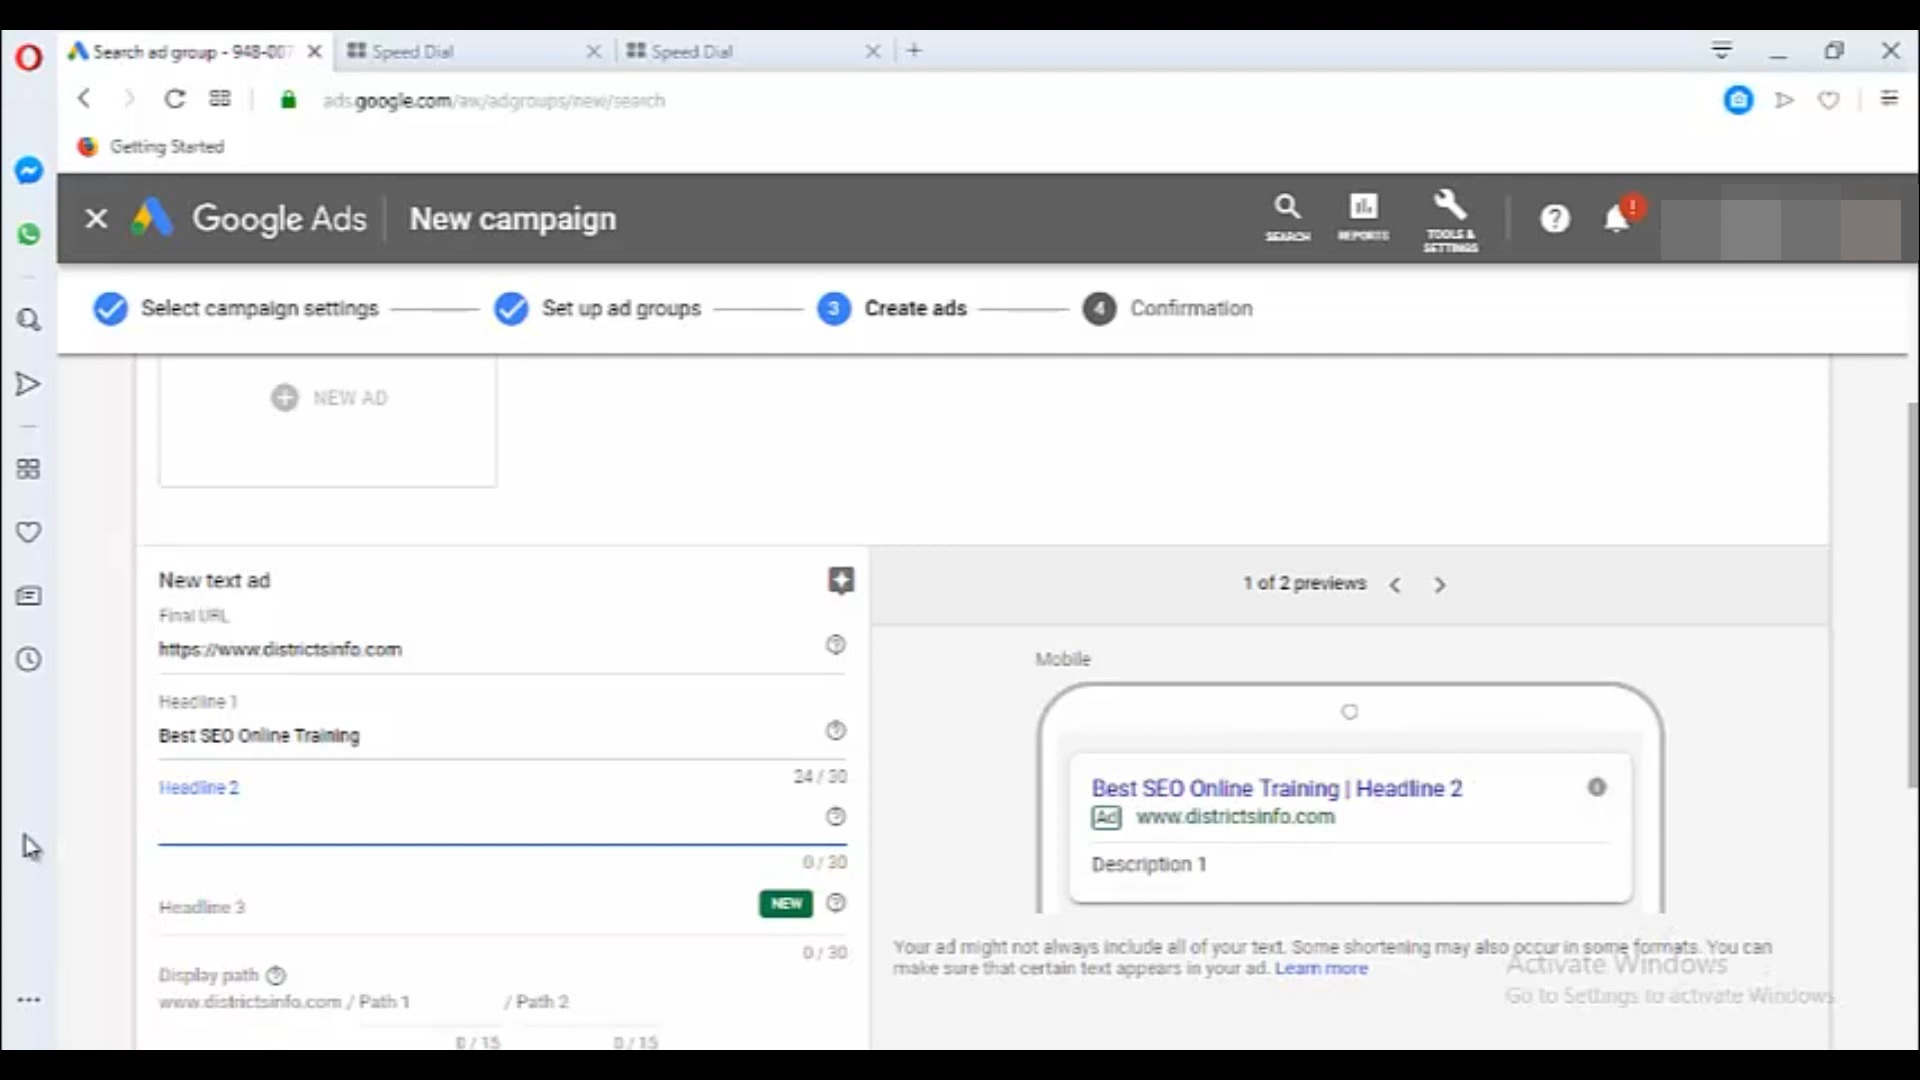 Search ad group - 948-007
Speed Dial
Speed Dial
ads.google.com/aw/adgroups/new/search
Getting Started
Google Ads
New campaign
SEARCH
REPORTS
TOOLS & SETTINGS
Select campaign settings
Set up ad groups
3 Create ads
4 Confirmation
NEW AD
New text ad
Final URL
https://www.districtsinfo.com
Headline 1
Best SEO Online Training
24 / 30
Headline 2
0 / 30
Headline 3
NEW
0 / 30
Display path
www.districtsinfo.com / Path 1 / Path 2
0 / 15 0 / 15
1 of 2 previews
Mobile
Best SEO Online Training | Headline 2
Ad www.districtsinfo.com
Description 1
Your ad might not always include all of your text. Some shortening may also occur in some formats. You can
make sure that certain text appears in your ad. Learn more
Activate Windows
Go to Settings to activate Windows.